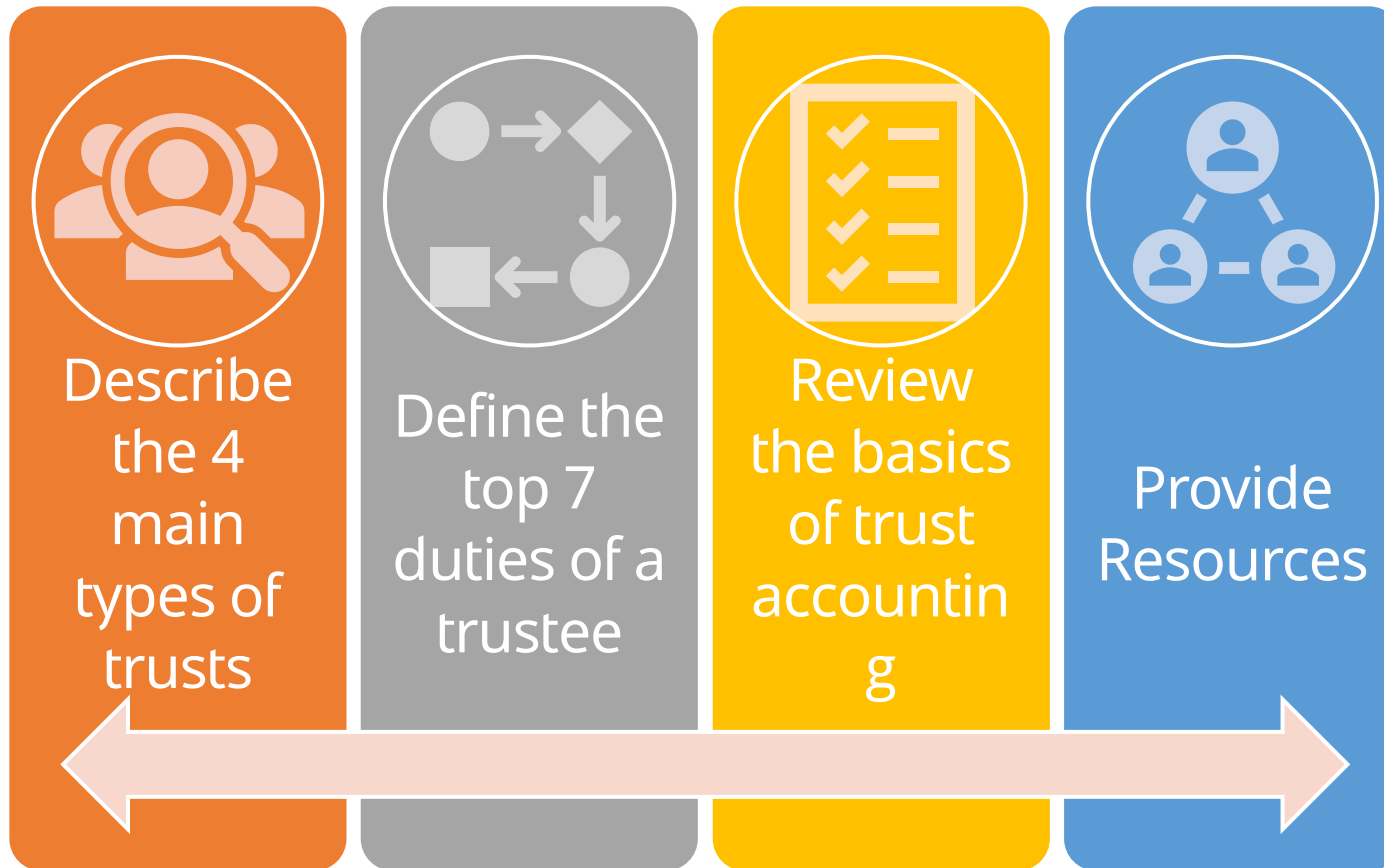 Describe
the 4
main
types of
trusts
Define the
top 7
duties of a
trustee
Review
the basics
of trust
accountin
g
Provide
Resources